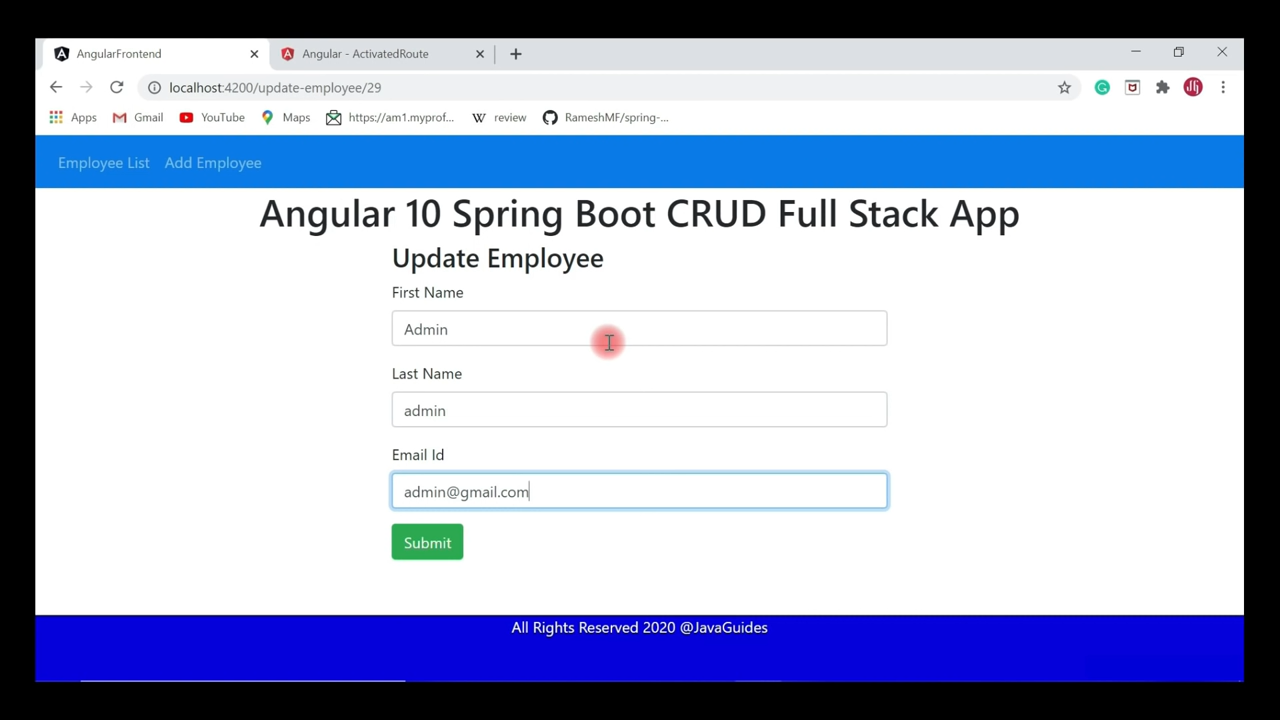 AngularFrontend
Angular - ActivatedRoute
localhost:4200/update-employee/29
Apps Gmail YouTube Maps https://am1.myprof... review RameshMF/spring-...
Employee List Add Employee
Angular 10 Spring Boot CRUD Full Stack App
Update Employee
First Name
Admin
Last Name
admin
Email Id
admin@gmail.com
Submit
All Rights Reserved 2020 @JavaGuides